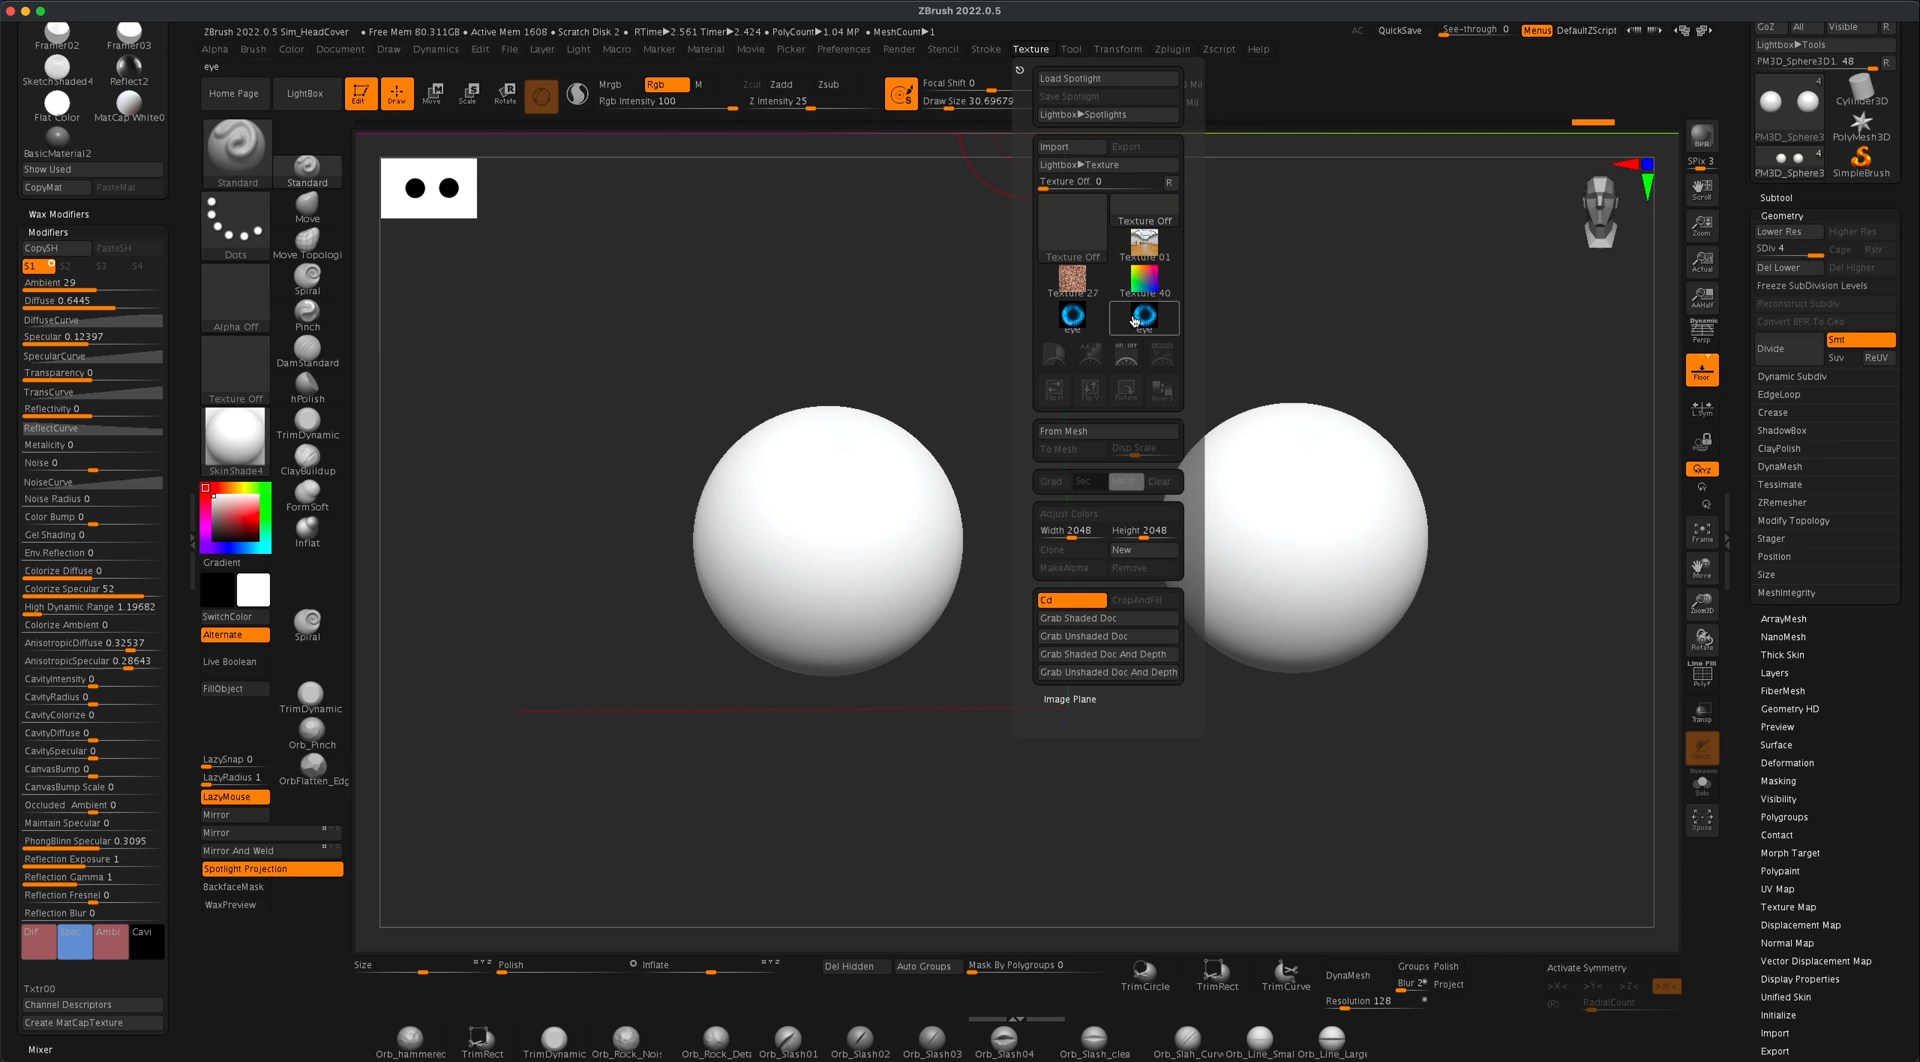 ZBrush 2022.0.5
ZBrush 2022.0.5 Sim_HeadCover • Free Mem 80.311GB • Active Mem 1608 • Scratch Disk 2 • RTime▶2.561 Timer▶2.424 • PolyCount▶1.04 MP • MeshCount▶1
AC QuickSave See-through 0 Menus DefaultZScript
Alpha Brush Color Document Draw Dynamics Edit File Layer Light Macro Marker Material Movie Picker Preferences Render Stencil Stroke Texture Tool Transform Zplugin Zscript Help
eye
Home Page LightBox Edit Draw Move Scale Rotate
Mrgb Rgb M Zcut Zadd Zsub
Rgb Intensity 100 Z Intensity 25
Focal Shift 0
Draw Size 30.69679
Mil
Mil
Framer02 Framer03
SketchShaded4 Reflect2
Flat Color MatCap White0
BasicMaterial2
Show Used
CopyMat PasteMat
Wax Modifiers
Modifiers
CopySH PasteSH
S1 S2 S3 S4
Ambient 29
Diffuse 0.6445
DiffuseCurve
Specular 0.12397
SpecularCurve
Transparency 0
TransCurve
Reflectivity 0
ReflectCurve
Metalicity 0
Noise 0
NoiseCurve
Noise Radius 0
Color Bump 0
Gel Shading 0
Env.Reflection 0
Colorize Diffuse 0
Colorize Specular 52
High Dynamic Range 1.19682
Colorize Ambient 0
AnisotropicDiffuse 0.32537
AnisotropicSpecular 0.28643
CavityIntensity 0
CavityRadius 0
CavityColorize 0
CavityDiffuse 0
CavitySpecular 0
CanvasBump 0
CanvasBump Scale 0
Occluded Ambient 0
Maintain Specular 0
PhongBlinn Specular 0.3095
Reflection Exposure 1
Reflection Gamma 1
Reflection Fresnel 0
Reflection Blur 0
Dif Spec Ambi Cavi
Txtr00
Channel Descriptors
Create MatCapTexture
Mixer
Standard
Dots
Alpha Off
Texture Off
SkinShade4
Gradient
SwitchColor
Alternate
Live Boolean
FillObject
LazySnap 0
LazyRadius 1
LazyMouse
Mirror
Mirror
Mirror And Weld
Spotlight Projection
BackfaceMask
WaxPreview
Standard
Move
Move Topologi
Spiral
Pinch
DamStandard
hPolish
TrimDynamic
ClayBuildup
FormSoft
Inflat
Spiral
TrimDynamic
Orb_Pinch
OrbFlatten_Edg
Load Spotlight
Save Spotlight
Lightbox▶Spotlights
Import Export
Lightbox▶Texture
Texture Off. 0 R
Texture Off
Texture Off Texture 01
Texture 27 Texture 40
eye eye
on off
Flip H Flip V Rotate Invers
From Mesh
To Mesh Disp Scale
Grad Sec Main Clear
Adjust Colors
Width 2048 Height 2048
Clone New
MakeAlpha Remove
Cd CropAndFill
Grab Shaded Doc
Grab Unshaded Doc
Grab Shaded Doc And Depth
Grab Unshaded Doc And Depth
Image Plane
BPR
SPix 3
Scroll
Zoom
Actual
AAHalf
Dynamic
Persp
Floor
L.Sym
XYZ
Frame
Move
Zoom3D
Rotate
Line Fill
PolyF
Transp
Ghost
Dynamic
Solo
Xpose
GoZ All Visible R
Lightbox▶Tools
PM3D_Sphere3D1. 48 R
4
PM3D_Sphere3 Cylinder3D
PolyMesh3D
4
PM3D_Sphere3 SimpleBrush
Subtool
Geometry
Lower Res Higher Res
SDiv 4 Cage Rstr
Del Lower Del Higher
Freeze SubDivision Levels
Reconstruct Subdiv
Convert BPR To Geo
Divide Smt
Suv ReUV
Dynamic Subdiv
EdgeLoop
Crease
ShadowBox
ClayPolish
DynaMesh
Tessimate
ZRemesher
Modify Topology
Stager
Position
Size
MeshIntegrity
ArrayMesh
NanoMesh
Thick Skin
Layers
FiberMesh
Geometry HD
Preview
Surface
Deformation
Masking
Visibility
Polygroups
Contact
Morph Target
Polypaint
UV Map
Texture Map
Displacement Map
Normal Map
Vector Displacement Map
Display Properties
Unified Skin
Initialize
Import
Export
Size Polish Inflate
Del Hidden Auto Groups Mask By Polygroups 0
TrimCircle TrimRect TrimCurve
DynaMesh Groups Polish
Blur 2 Project
Resolution 128
Activate Symmetry
>X< >Y< >Z< >M<
(R) RadialCount
Orb_hammerec TrimRect TrimDynamic Orb_Rock_Nois Orb_Rock_Deta Orb_Slash01 Orb_Slash02 Orb_Slash03 Orb_Slash04 Orb_Slash_clea Orb_Slah_Curv Orb_Line_Smal Orb_Line_Large